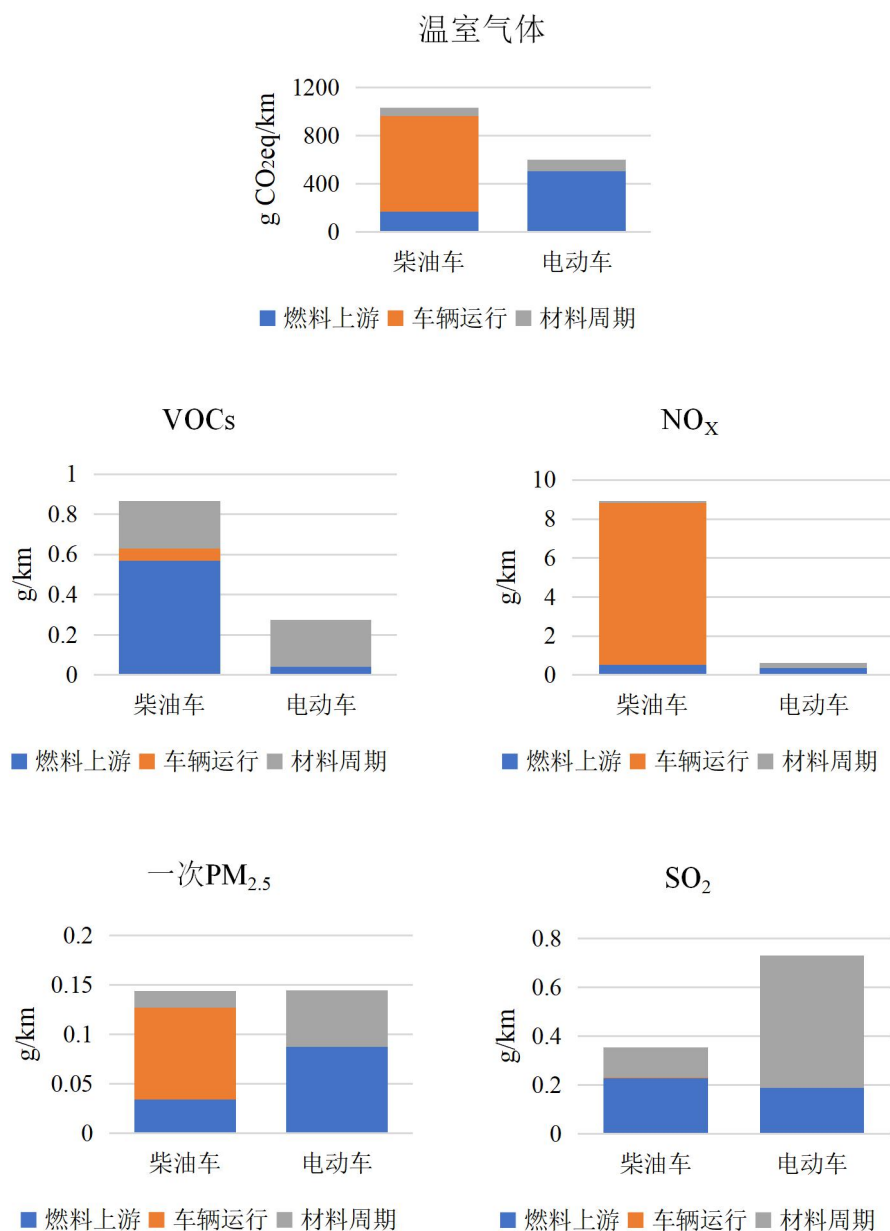 温室气体
1200
800
400
0
g CO₂eq/km
柴油车 电动车
燃料上游 车辆运行 材料周期
VOCs
1
0.8
0.6
0.4
0.2
0
g/km
柴油车 电动车
燃料上游 车辆运行 材料周期
NOₓ
10
8
6
4
2
0
g/km
柴油车 电动车
燃料上游 车辆运行 材料周期
一次PM₂.₅
0.2
0.15
0.1
0.05
0
g/km
柴油车 电动车
燃料上游 车辆运行 材料周期
SO₂
0.8
0.6
0.4
0.2
0
g/km
柴油车 电动车
燃料上游 车辆运行 材料周期